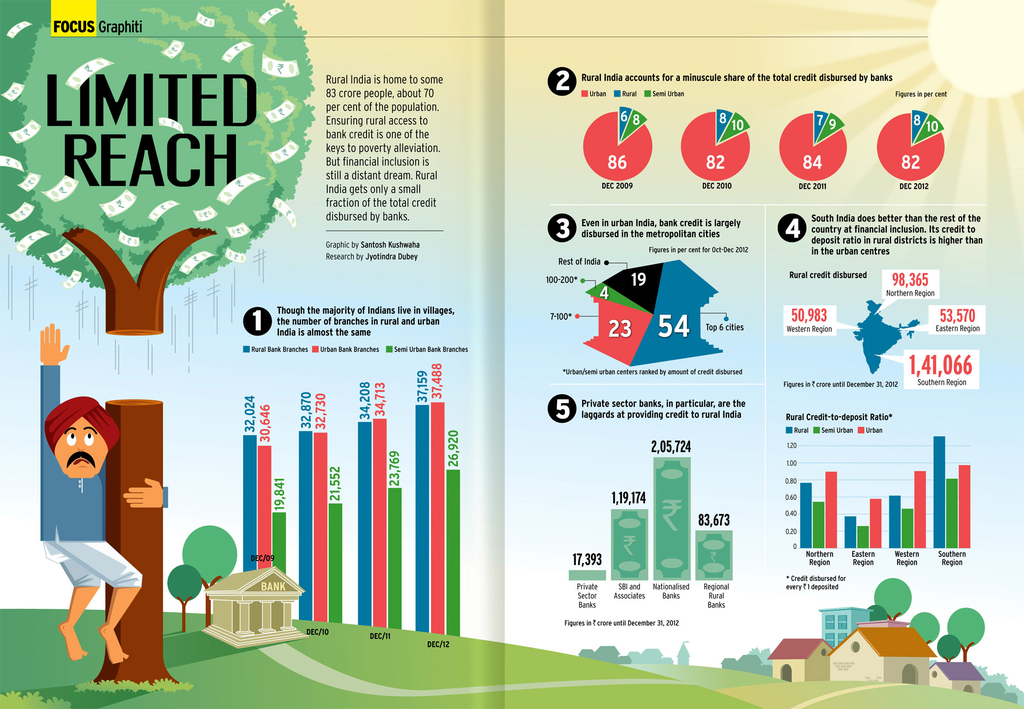 FOCUS Graphiti
LIMITED
REACH
Rural India is home to some
83 crore people, about 70
per cent of the population.
Ensuring rural access to
bank credit is one of the
keys to poverty alleviation.
But financial inclusion is
still a distant dream. Rural
India gets only a small
fraction of the total credit
disbursed by banks.
Graphic by Santosh Kushwaha
Research by Jyotindra Dubey
1
Though the majority of Indians live in villages,
the number of branches in rural and urban
India is almost the same
Rural Bank Branches Urban Bank Branches Semi Urban Bank Branches
32,024
30,646
19,841
DEC/09
32,870
32,730
21,552
DEC/10
34,208
34,713
23,769
DEC/11
37,159
37,488
26,920
DEC/12
BANK
2
Rural India accounts for a minuscule share of the total credit disbursed by banks
Urban Rural Semi Urban
Figures in per cent
6 8
86
DEC 2009
8 10
82
DEC 2010
7 9
84
DEC 2011
8 10
82
DEC 2012
3
Even in urban India, bank credit is largely
disbursed in the metropolitan cities
Figures in per cent for Oct-Dec 2012
Rest of India
19
100-200*
4
7-100*
23
54
Top 6 cities
*Urban/semi urban centers ranked by amount of credit disbursed
4
South India does better than the rest of the
country at financial inclusion. Its credit to
deposit ratio in rural districts is higher than
in the urban centres
Rural credit disbursed
98,365
Northern Region
50,983
Western Region
53,570
Eastern Region
1,41,066
Southern Region
Figures in ₹ crore until December 31, 2012
Rural Credit-to-deposit Ratio*
Rural Semi Urban Urban
1.20
1.00
0.80
0.60
0.40
0.20
0
Northern
Region
Eastern
Region
Western
Region
Southern
Region
* Credit disbursed for
every ₹ 1 deposited
5
Private sector banks, in particular, are the
laggards at providing credit to rural India
17,393
Private
Sector
Banks
1,19,174
₹
SBI and
Associates
2,05,724
₹
Nationalised
Banks
83,673
₹
Regional
Rural
Banks
Figures in ₹ crore until December 31, 2012